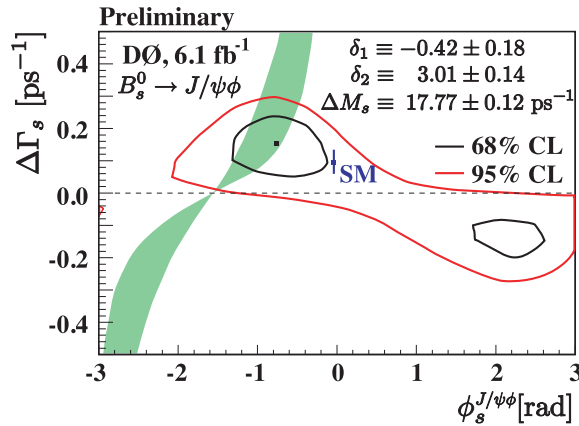 Preliminary
DØ, 6.1 fb⁻¹
B⁰ₛ → J/ψϕ
δ₁ ≡ −0.42 ± 0.18
δ₂ ≡ 3.01 ± 0.14
ΔMₛ ≡ 17.77 ± 0.12 ps⁻¹
68% CL
95% CL
SM
ΔΓₛ [ps⁻¹]
0.4
0.2
0.0
-0.2
-0.4
-3 -2 -1 0 1 2 3
ϕₛ^{J/ψϕ}[rad]